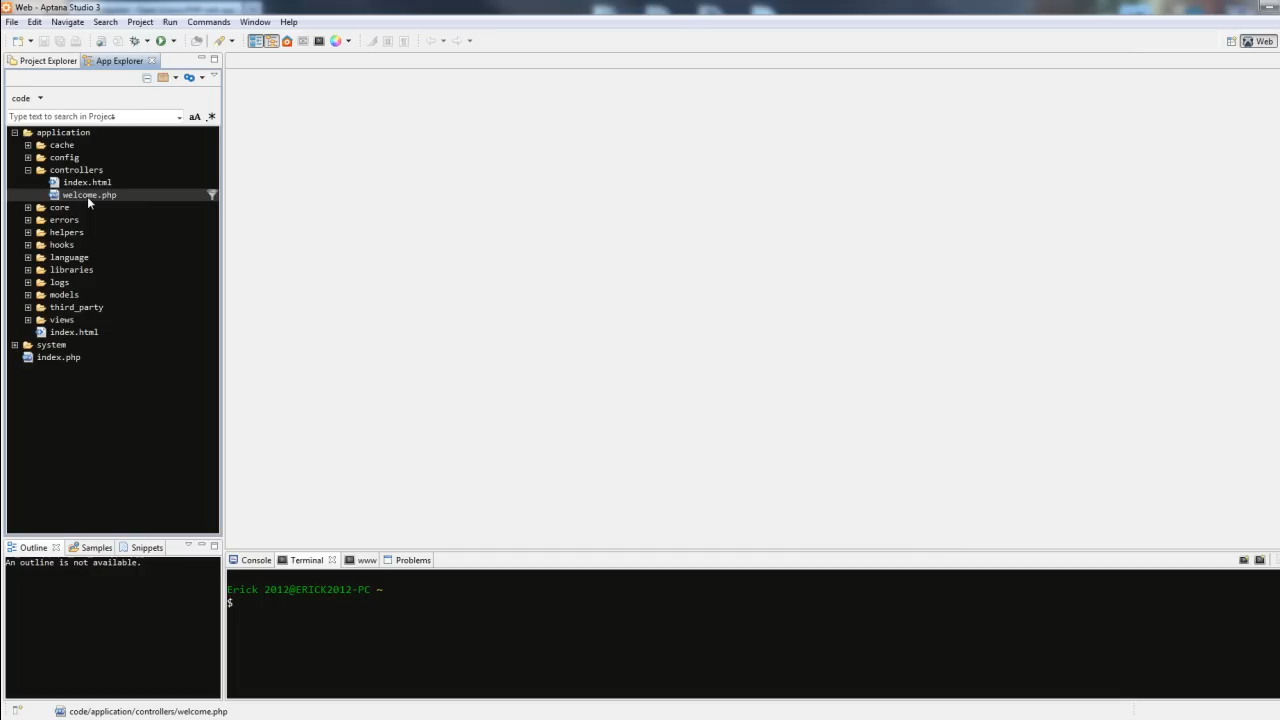 Web - Aptana Studio 3
File Edit Navigate Search Project Run Commands Window Help
Web
Project Explorer App Explorer
code
Type text to search in Project
aA .*
application
cache
config
controllers
index.html
welcome.php
core
errors
helpers
hooks
language
libraries
logs
models
third_party
views
index.html
system
index.php
Outline Samples Snippets
An outline is not available.
Console Terminal www Problems
Erick 2012@ERICK2012-PC ~
$
code/application/controllers/welcome.php